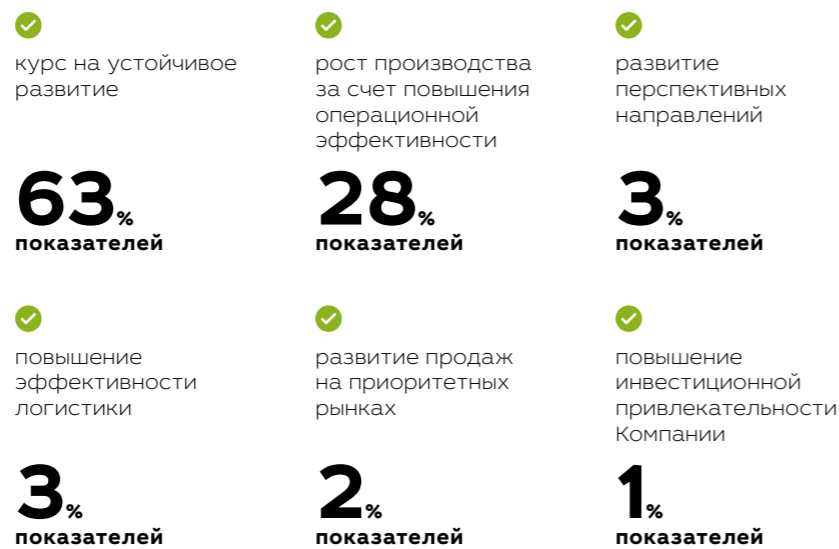 курс на устойчивое
развитие
63%
показателей
рост производства
за счет повышения
операционной
эффективности
28%
показателей
развитие
перспективных
направлений
3%
показателей
повышение
эффективности
логистики
3%
показателей
развитие продаж
на приоритетных
рынках
2%
показателей
повышение
инвестиционной
привлекательности
Компании
1%
показателей